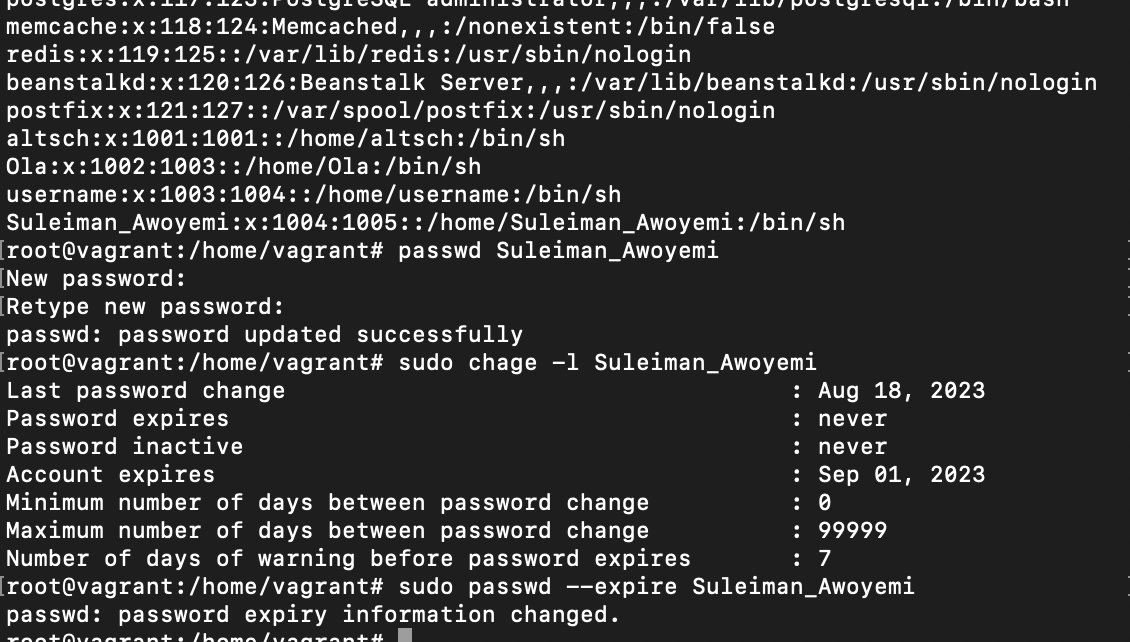 postgres:x:117:123:PostgreSQL administrator,,,:/var/lib/postgresql:/bin/bash
memcache:x:118:124:Memcached,,,:/nonexistent:/bin/false
redis:x:119:125::/var/lib/redis:/usr/sbin/nologin
beanstalkd:x:120:126:Beanstalk Server,,,:/var/lib/beanstalkd:/usr/sbin/nologin
postfix:x:121:127::/var/spool/postfix:/usr/sbin/nologin
altsch:x:1001:1001::/home/altsch:/bin/sh
Ola:x:1002:1003::/home/Ola:/bin/sh
username:x:1003:1004::/home/username:/bin/sh
Suleiman_Awoyemi:x:1004:1005::/home/Suleiman_Awoyemi:/bin/sh
[root@vagrant:/home/vagrant# passwd Suleiman_Awoyemi
[New password:
[Retype new password:
passwd: password updated successfully
[root@vagrant:/home/vagrant# sudo chage -l Suleiman_Awoyemi
Last password change : Aug 18, 2023
Password expires : never
Password inactive : never
Account expires : Sep 01, 2023
Minimum number of days between password change : 0
Maximum number of days between password change : 99999
Number of days of warning before password expires : 7
[root@vagrant:/home/vagrant# sudo passwd --expire Suleiman_Awoyemi
passwd: password expiry information changed.
root@vagrant:/home/vagrant#